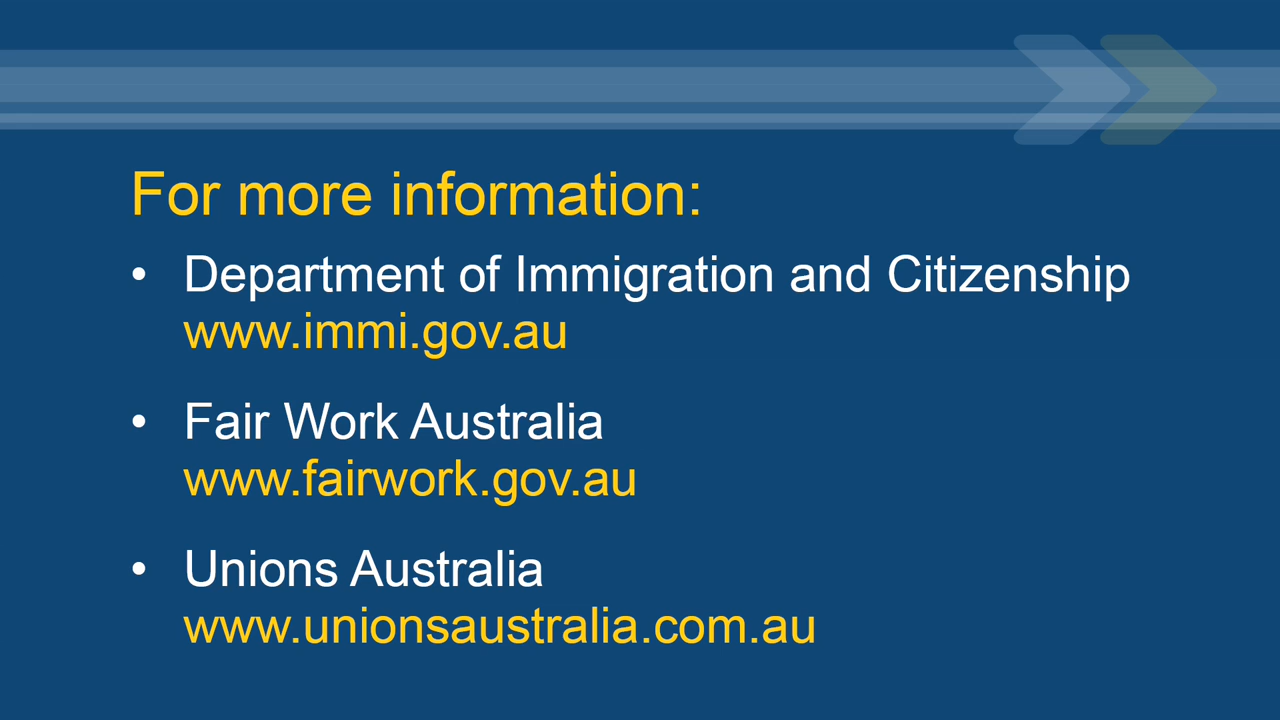 For more information:
• Department of Immigration and Citizenship
www.immi.gov.au
• Fair Work Australia
www.fairwork.gov.au
• Unions Australia
www.unionsaustralia.com.au